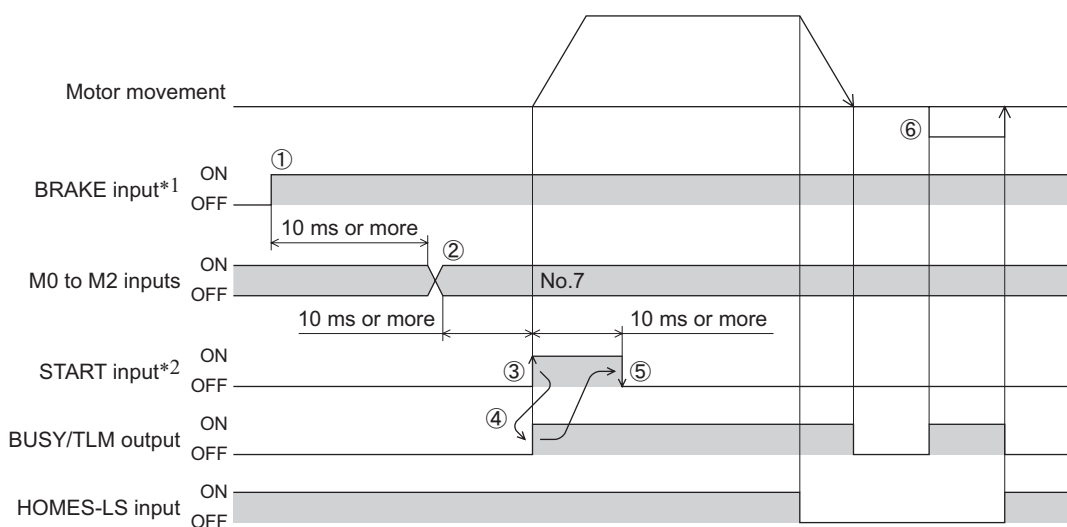 Motor movement
⑥
①
BRAKE input*1
ON
OFF
10 ms or more
②
M0 to M2 inputs
ON
OFF
No.7
10 ms or more
10 ms or more
START input*2
ON
OFF
③
⑤
④
BUSY/TLM output
ON
OFF
HOMES-LS input
ON
OFF